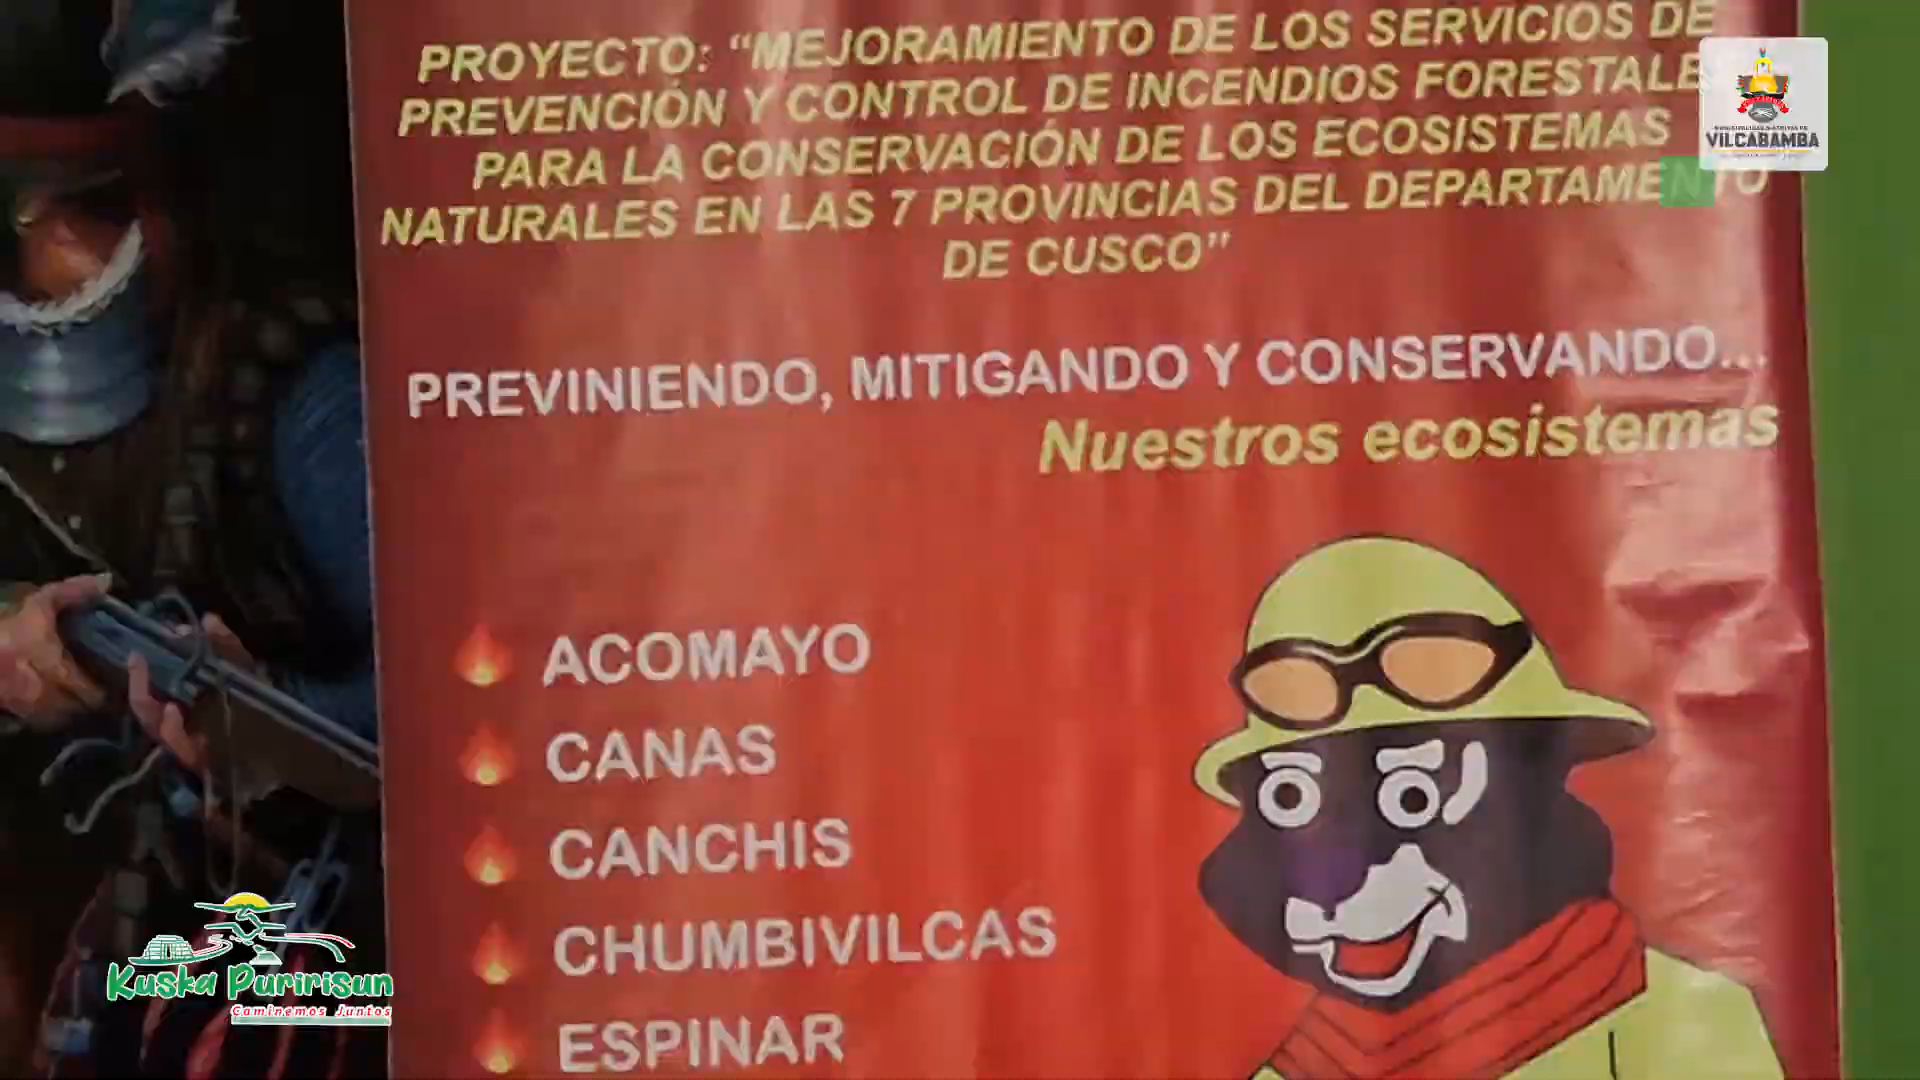 PROYECTO: “MEJORAMIENTO DE LOS SERVICIOS DE
PREVENCIÓN Y CONTROL DE INCENDIOS FORESTALE
PARA LA CONSERVACIÓN DE LOS ECOSISTEMAS
NATURALES EN LAS 7 PROVINCIAS DEL DEPARTAMENTO
DE CUSCO”
VILCABAMBA
PREVINIENDO, MITIGANDO Y CONSERVANDO...
Nuestros ecosistemas
ACOMAYO
CANAS
CANCHIS
CHUMBIVILCAS
ESPINAR
Kuska Puririsun
Caminemos Juntos